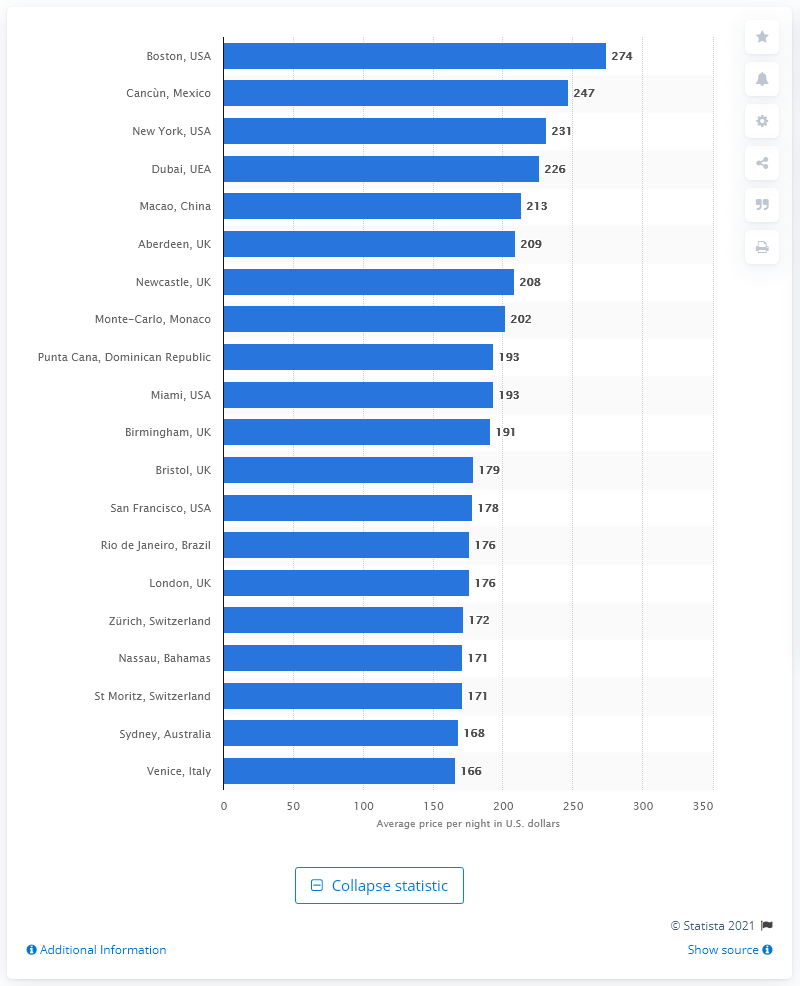 Boston, USA 274
Cancùn, Mexico 247
New York, USA 231
Dubai, UEA 226
Macao, China 213
Aberdeen, UK 209
Newcastle, UK 208
Monte-Carlo, Monaco 202
Punta Cana, Dominican Republic 193
Miami, USA 193
Birmingham, UK 191
Bristol, UK 179
San Francisco, USA 178
Rio de Janeiro, Brazil 176
London, UK 176
Zürich, Switzerland 172
Nassau, Bahamas 171
St Moritz, Switzerland 171
Sydney, Australia 168
Venice, Italy 166
0 50 100 150 200 250 300 350
Average price per night in U.S. dollars
Collapse statistic
© Statista 2021
Additional Information Show source